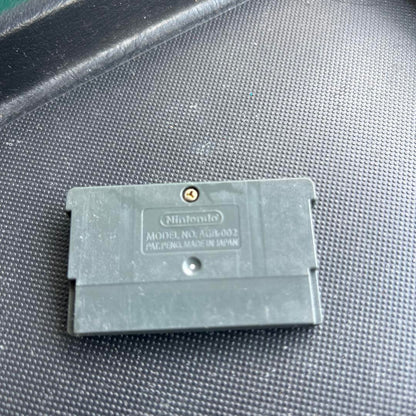 Nintendo
MODEL NO. AGB-002
PAT.PEND. MADE IN JAPAN